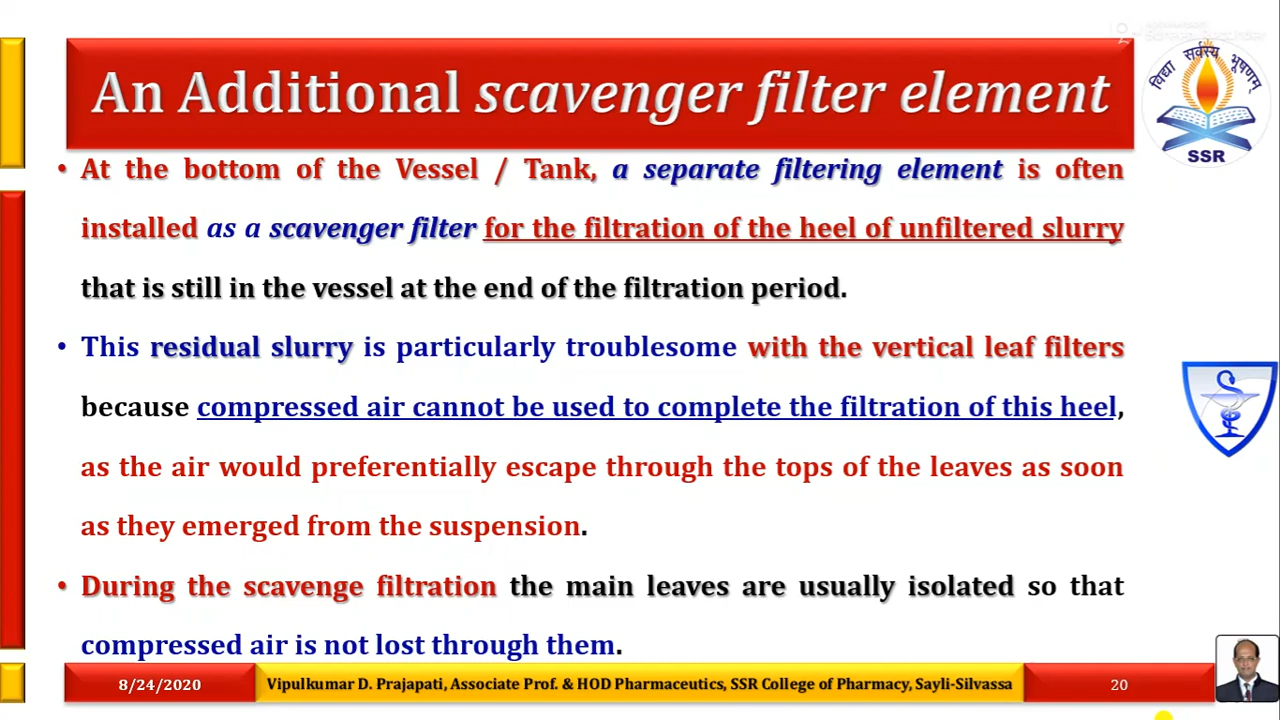 An Additional scavenger filter element
विद्या सर्वस्य भूषणम्
SSR
• At the bottom of the Vessel / Tank, a separate filtering element is often
installed as a scavenger filter for the filtration of the heel of unfiltered slurry
that is still in the vessel at the end of the filtration period.
• This residual slurry is particularly troublesome with the vertical leaf filters
because compressed air cannot be used to complete the filtration of this heel,
as the air would preferentially escape through the tops of the leaves as soon
as they emerged from the suspension.
• During the scavenge filtration the main leaves are usually isolated so that
compressed air is not lost through them.
8/24/2020
Vipulkumar D. Prajapati, Associate Prof. & HOD Pharmaceutics, SSR College of Pharmacy, Sayli-Silvassa
20